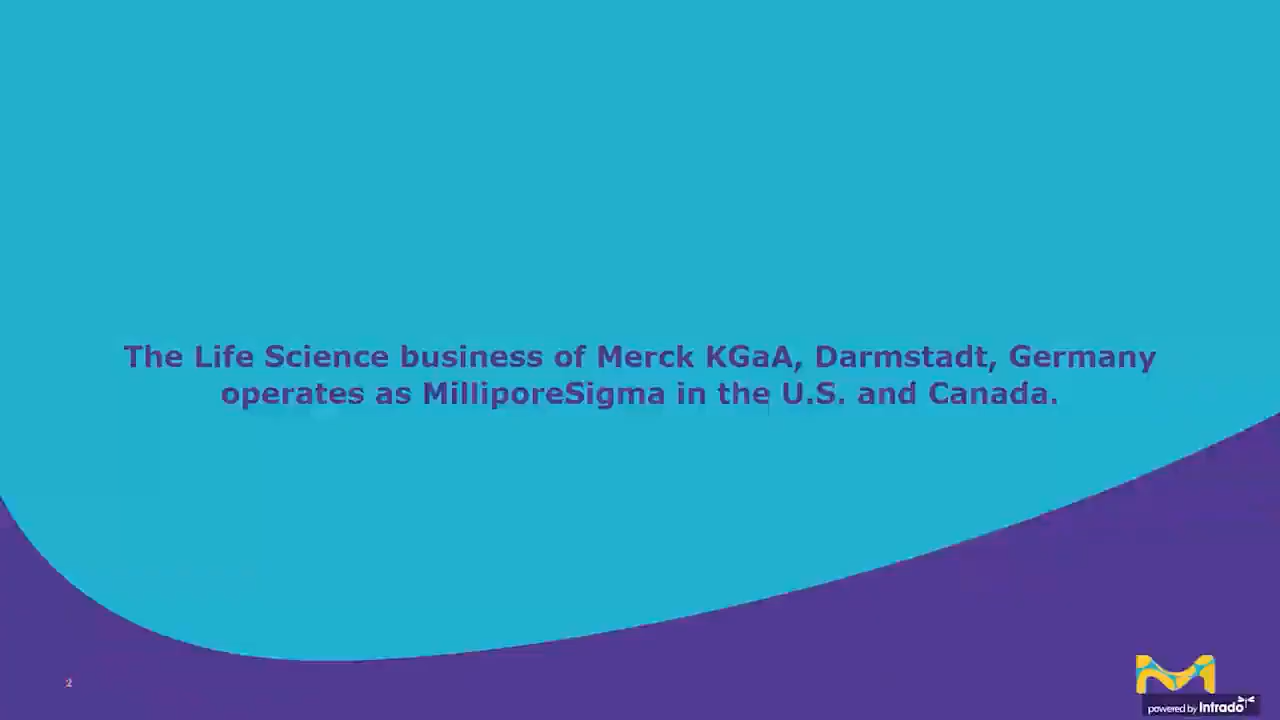 The Life Science business of Merck KGaA, Darmstadt, Germany
operates as MilliporeSigma in the U.S. and Canada.
2
M
powered by Intrado